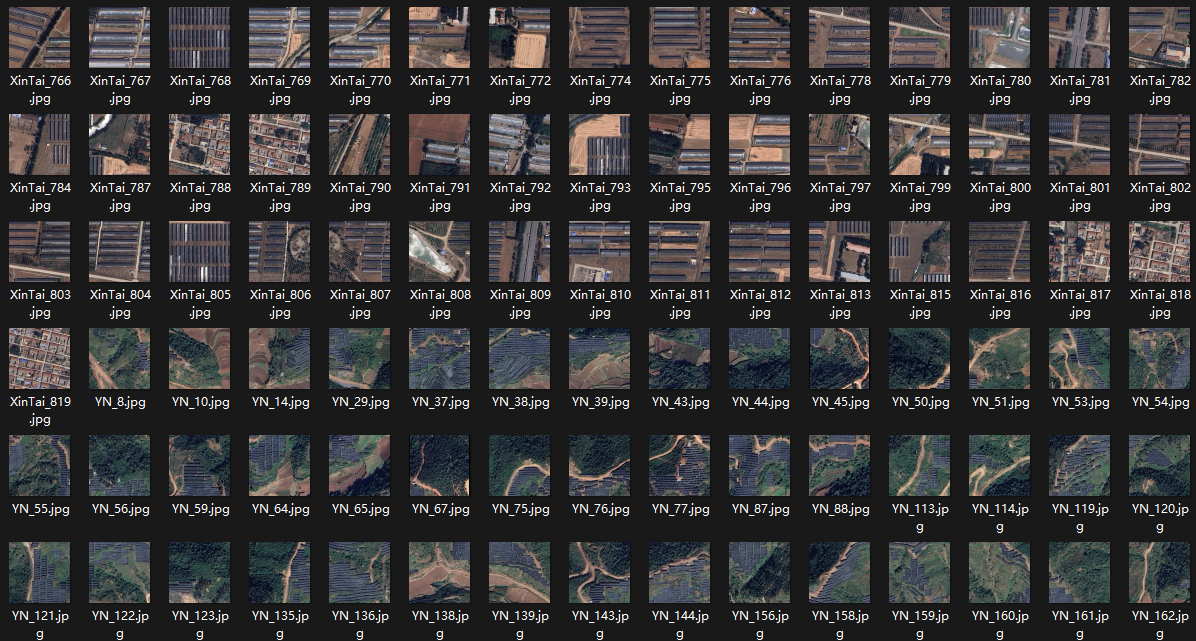 XinTai_766 XinTai_767 XinTai_768 XinTai_769 XinTai_770 XinTai_771 XinTai_772 XinTai_774 XinTai_775 XinTai_776 XinTai_778 XinTai_779 XinTai_780 XinTai_781 XinTai_782
.jpg .jpg .jpg .jpg .jpg .jpg .jpg .jpg .jpg .jpg .jpg .jpg .jpg .jpg .jpg
XinTai_784 XinTai_787 XinTai_788 XinTai_789 XinTai_790 XinTai_791 XinTai_792 XinTai_793 XinTai_795 XinTai_796 XinTai_797 XinTai_799 XinTai_800 XinTai_801 XinTai_802
.jpg .jpg .jpg .jpg .jpg .jpg .jpg .jpg .jpg .jpg .jpg .jpg .jpg .jpg .jpg
XinTai_803 XinTai_804 XinTai_805 XinTai_806 XinTai_807 XinTai_808 XinTai_809 XinTai_810 XinTai_811 XinTai_812 XinTai_813 XinTai_815 XinTai_816 XinTai_817 XinTai_818
.jpg .jpg .jpg .jpg .jpg .jpg .jpg .jpg .jpg .jpg .jpg .jpg .jpg .jpg .jpg
XinTai_819 YN_8.jpg YN_10.jpg YN_14.jpg YN_29.jpg YN_37.jpg YN_38.jpg YN_39.jpg YN_43.jpg YN_44.jpg YN_45.jpg YN_50.jpg YN_51.jpg YN_53.jpg YN_54.jpg
.jpg
YN_55.jpg YN_56.jpg YN_59.jpg YN_64.jpg YN_65.jpg YN_67.jpg YN_75.jpg YN_76.jpg YN_77.jpg YN_87.jpg YN_88.jpg YN_113.jp YN_114.jp YN_119.jp YN_120.jp
g g g g
YN_121.jp YN_122.jp YN_123.jp YN_135.jp YN_136.jp YN_138.jp YN_139.jp YN_143.jp YN_144.jp YN_156.jp YN_158.jp YN_159.jp YN_160.jp YN_161.jp YN_162.jp
g g g g g g g g g g g g g g g